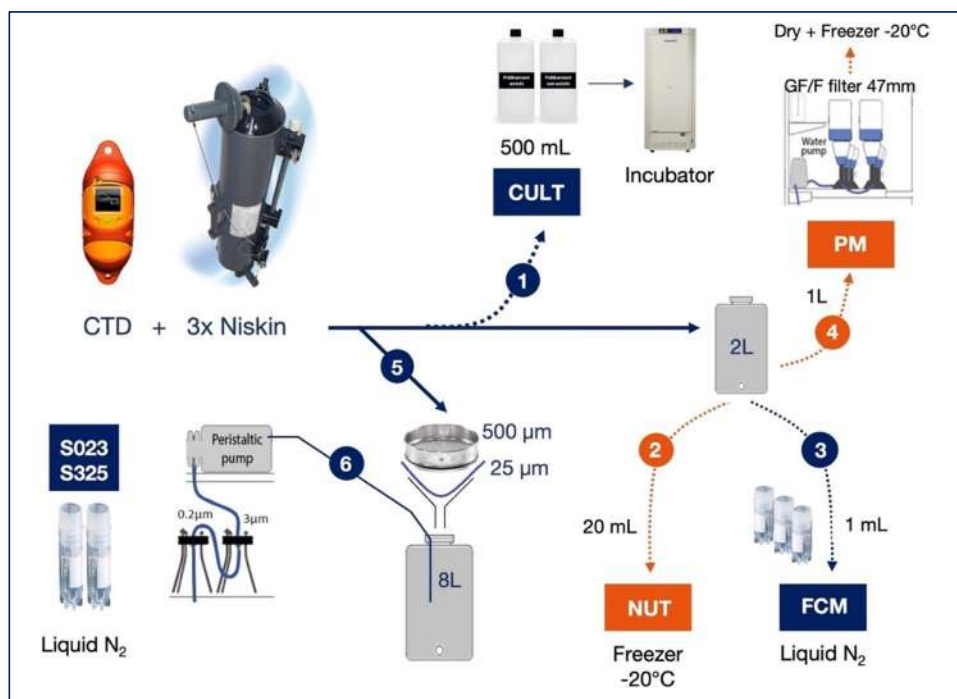 Dry + Freezer -20°C
GF/F filter 47mm
Water
pump
500 mL
Incubator
CULT
PM
1
1L
4
CTD + 3x Niskin
2L
5
S023
S325
Peristaltic
pump
6
500 µm
25 µm
2
3
0.2µm
3µm
20 mL
1 mL
8L
NUT
FCM
Liquid N₂
Freezer
-20°C
Liquid N₂